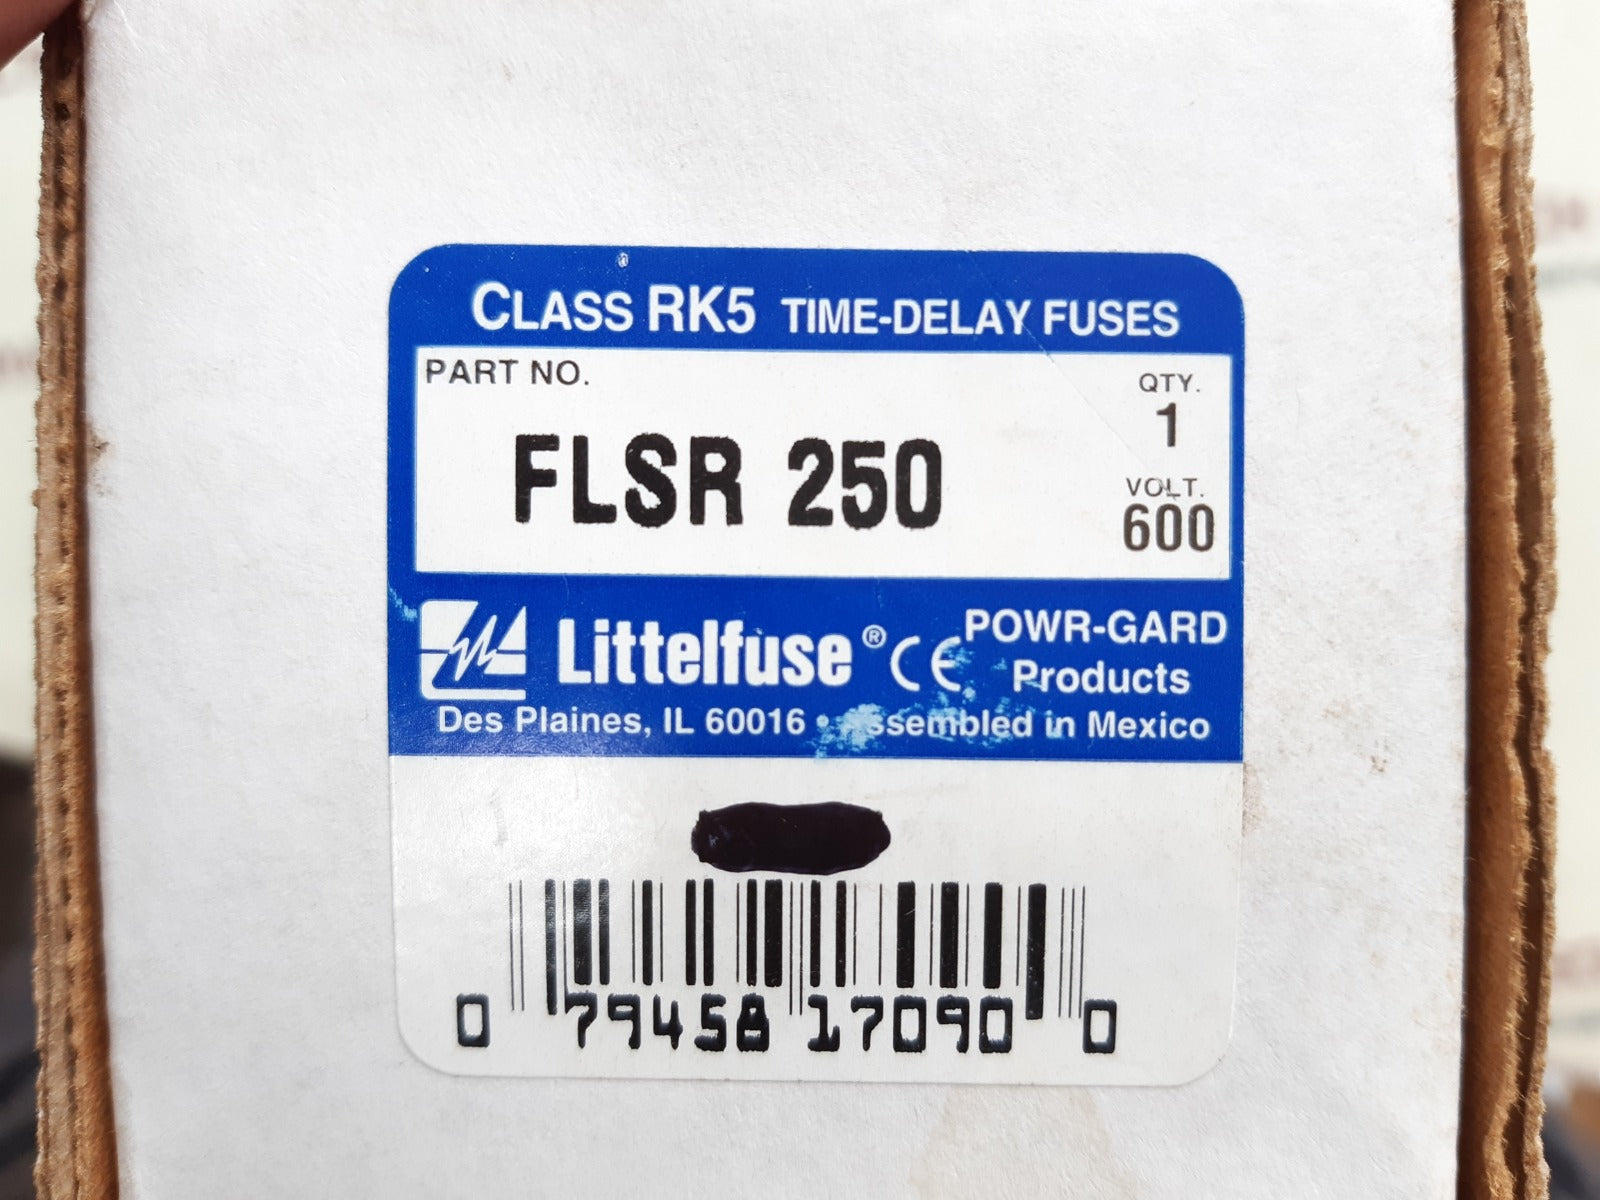 CLASS RK5 TIME-DELAY FUSES
PART NO.
QTY.
1
FLSR 250
VOLT.
600
Littelfuse® CE
POWR-GARD
Products
Des Plaines, IL 60016 • Assembled in Mexico
0 79458 17090 0